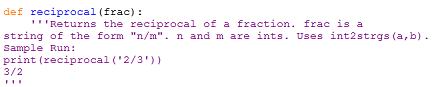 def reciprocal(frac):
    '''Returns the reciprocal of a fraction. frac is a
string of the form "n/m". n and m are ints. Uses int2strgs(a,b).
Sample Run:
print(reciprocal('2/3'))
3/2
'''